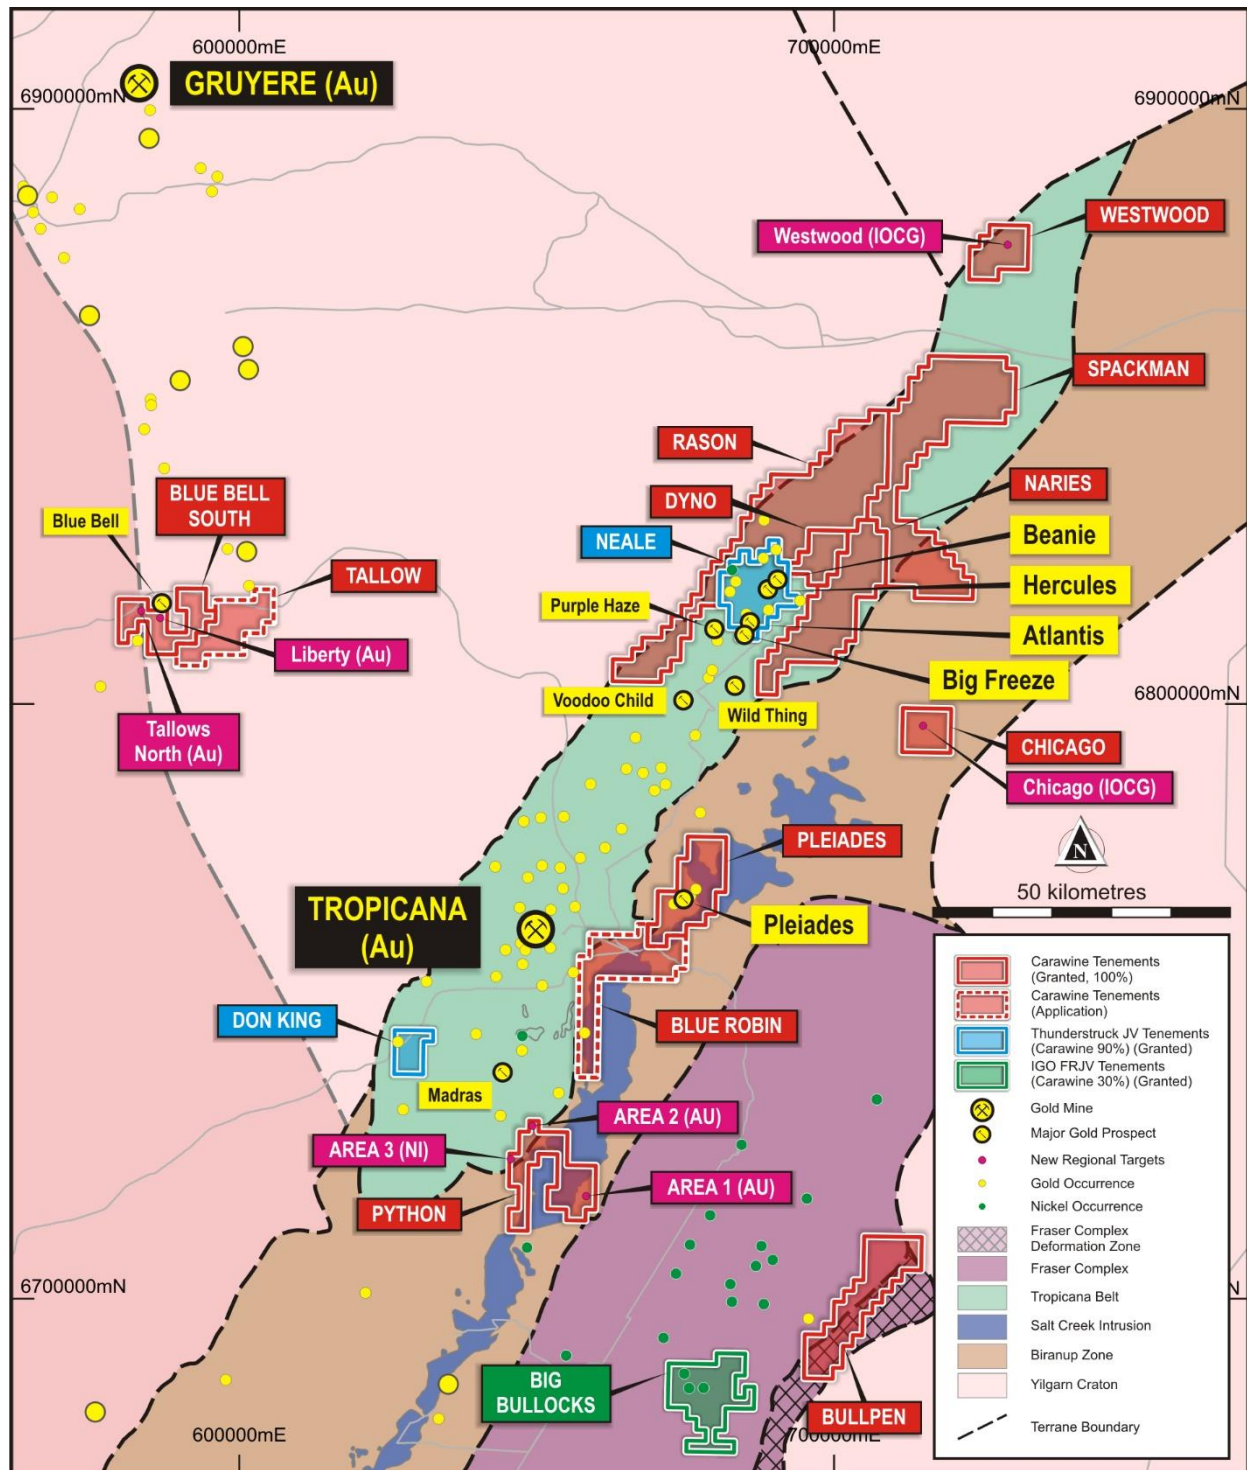 600000mE
700000mE
GRUYERE (Au)
6900000mN
6900000mN
WESTWOOD
Westwood (IOCG)
SPACKMAN
RASON
BLUE BELL
SOUTH
NARIES
DYNO
Blue Bell
NEALE
Beanie
TALLOW
Hercules
Purple Haze
Atlantis
Liberty (Au)
Big Freeze
Voodoo Child
Wild Thing
6800000mN
Tallows
North (Au)
CHICAGO
Chicago (IOCG)
PLEIADES
N
50 kilometres
TROPICANA
(Au)
Pleiades
DON KING
BLUE ROBIN
Madras
AREA 2 (AU)
AREA 3 (NI)
AREA 1 (AU)
PYTHON
6700000mN
BIG
BULLOCKS
BULLPEN
600000mE
700000mE
Carawine Tenements
(Granted, 100%)
Carawine Tenements
(Application)
Thunderstruck JV Tenements
(Carawine 90%) (Granted)
IGO FRJV Tenements
(Carawine 30%) (Granted)
Gold Mine
Major Gold Prospect
New Regional Targets
Gold Occurrence
Nickel Occurrence
Fraser Complex
Deformation Zone
Fraser Complex
Tropicana Belt
Salt Creek Intrusion
Biranup Zone
Yilgarn Craton
Terrane Boundary